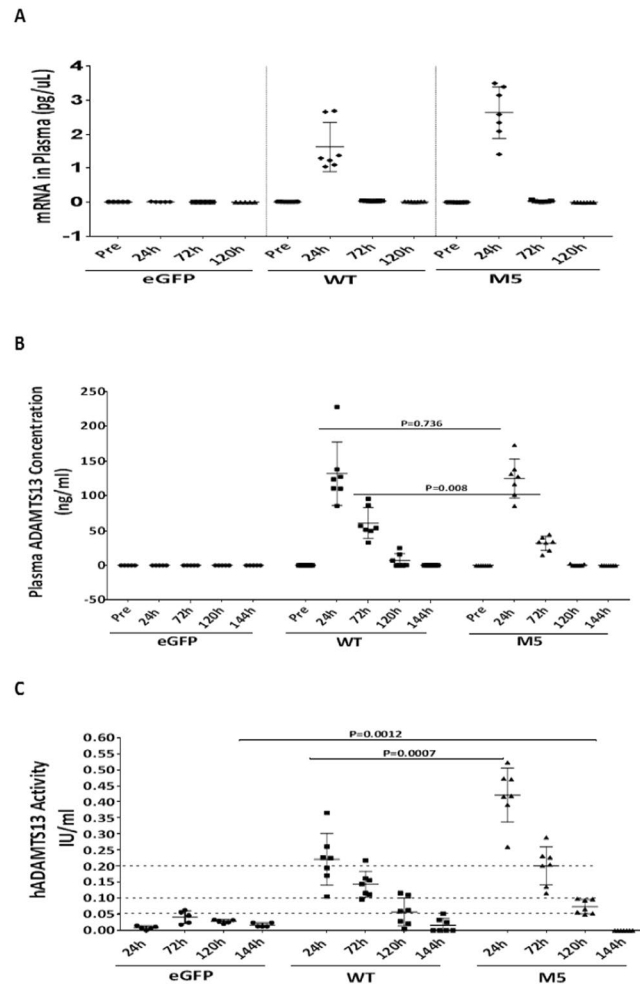 A
mRNA in Plasma (pg/uL)
4
3
2
1
0
-1
Pre 24h 72h 120h Pre 24h 72h 120h Pre 24h 72h 120h
eGFP WT M5
B
Plasma ADAMTS13 Concentration
(ng/ml)
250
200
150
100
50
0
-50
P=0.736
P=0.008
Pre 24h 72h 120h 144h Pre 24h 72h 120h 144h Pre 24h 72h 120h 144h
eGFP WT M5
C
hADAMTS13 Activity
IU/ml
0.60
0.55
0.50
0.45
0.40
0.35
0.30
0.25
0.20
0.15
0.10
0.05
0.00
P=0.0012
P=0.0007
24h 72h 120h 144h 24h 72h 120h 144h 24h 72h 120h 144h
eGFP WT M5